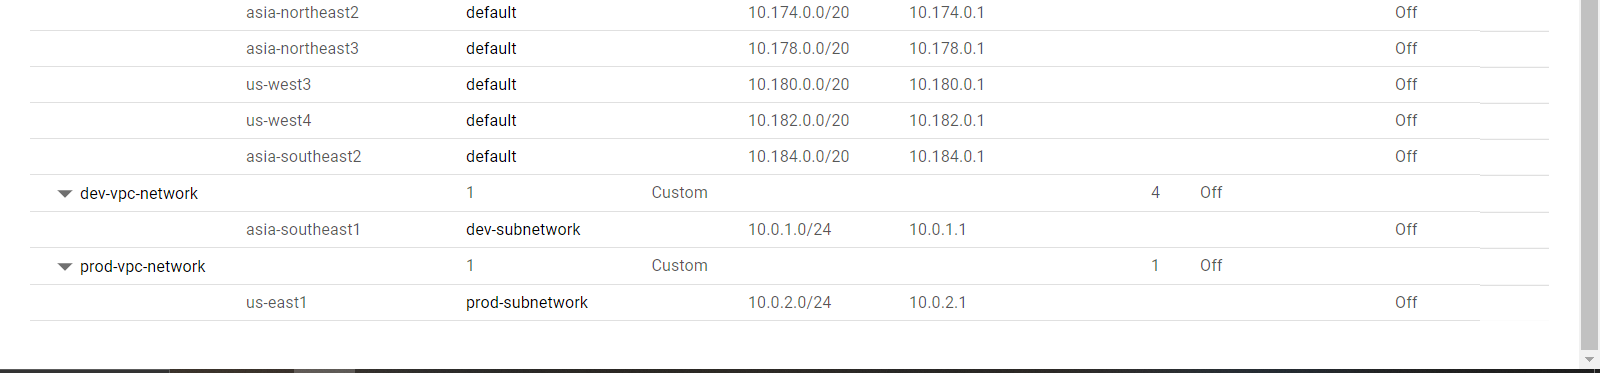 asia-northeast2 default 10.174.0.0/20 10.174.0.1 Off
asia-northeast3 default 10.178.0.0/20 10.178.0.1 Off
us-west3 default 10.180.0.0/20 10.180.0.1 Off
us-west4 default 10.182.0.0/20 10.182.0.1 Off
asia-southeast2 default 10.184.0.0/20 10.184.0.1 Off
dev-vpc-network 1 Custom 4 Off
asia-southeast1 dev-subnetwork 10.0.1.0/24 10.0.1.1 Off
prod-vpc-network 1 Custom 1 Off
us-east1 prod-subnetwork 10.0.2.0/24 10.0.2.1 Off